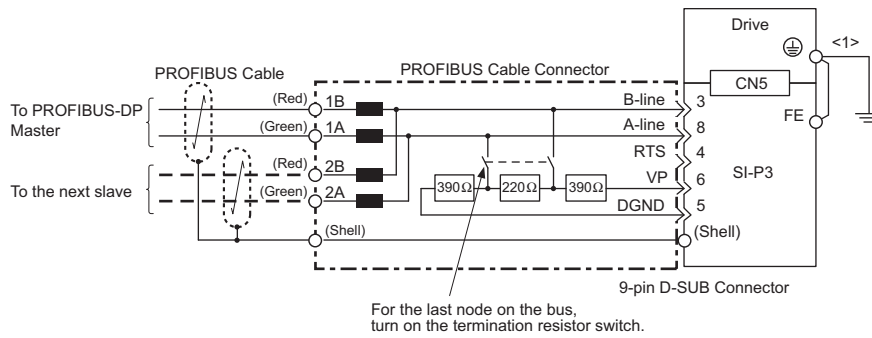 Drive
<1>
PROFIBUS Cable
PROFIBUS Cable Connector
CN5
To PROFIBUS-DP
Master
(Red)
1B
B-line
3
FE
(Green)
1A
A-line
8
RTS
4
SI-P3
To the next slave
(Red)
2B
VP
6
(Green)
2A
390Ω
220Ω
390Ω
DGND
5
(Shell)
(Shell)
9-pin D-SUB Connector
For the last node on the bus,
turn on the termination resistor switch.